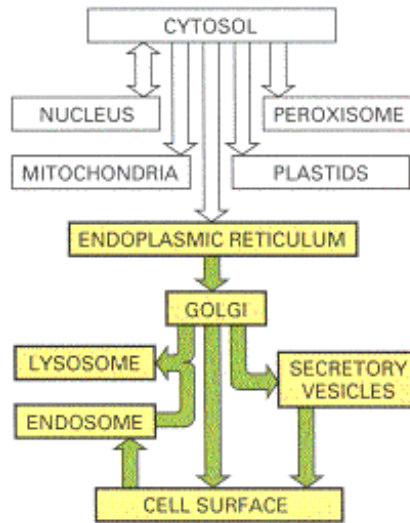 CYTOSOL
NUCLEUS
PEROXISOME
MITOCHONDRIA
PLASTIDS
ENDOPLASMIC RETICULUM
GOLGI
LYSOSOME
SECRETORY
VESICLES
ENDOSOME
CELL SURFACE